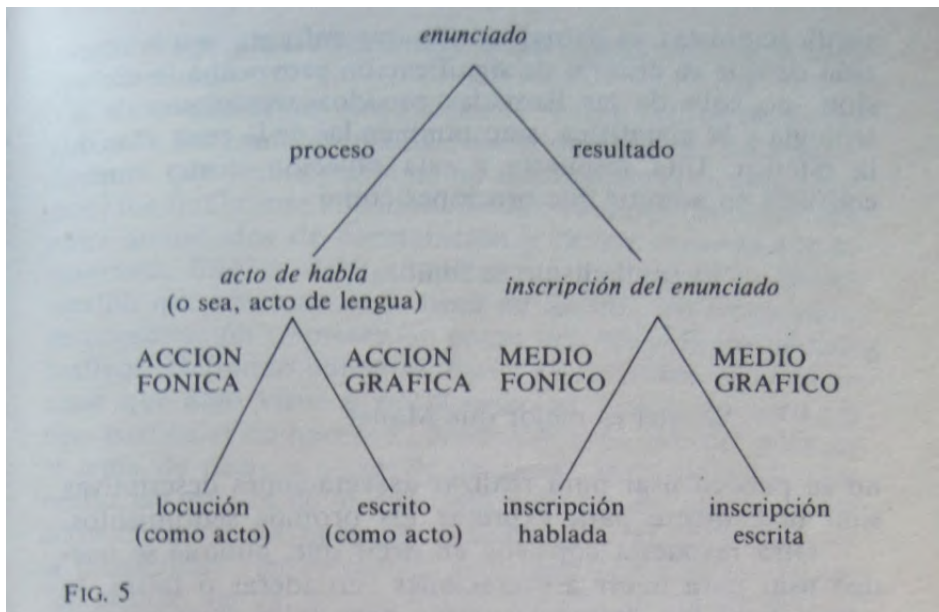 enunciado
proceso resultado
acto de habla inscripción del enunciado
(o sea, acto de lengua)
ACCION ACCION MEDIO MEDIO
FONICA GRAFICA FONICO GRAFICO
locución escrito inscripción inscripción
(como acto) (como acto) hablada escrita
FIG. 5